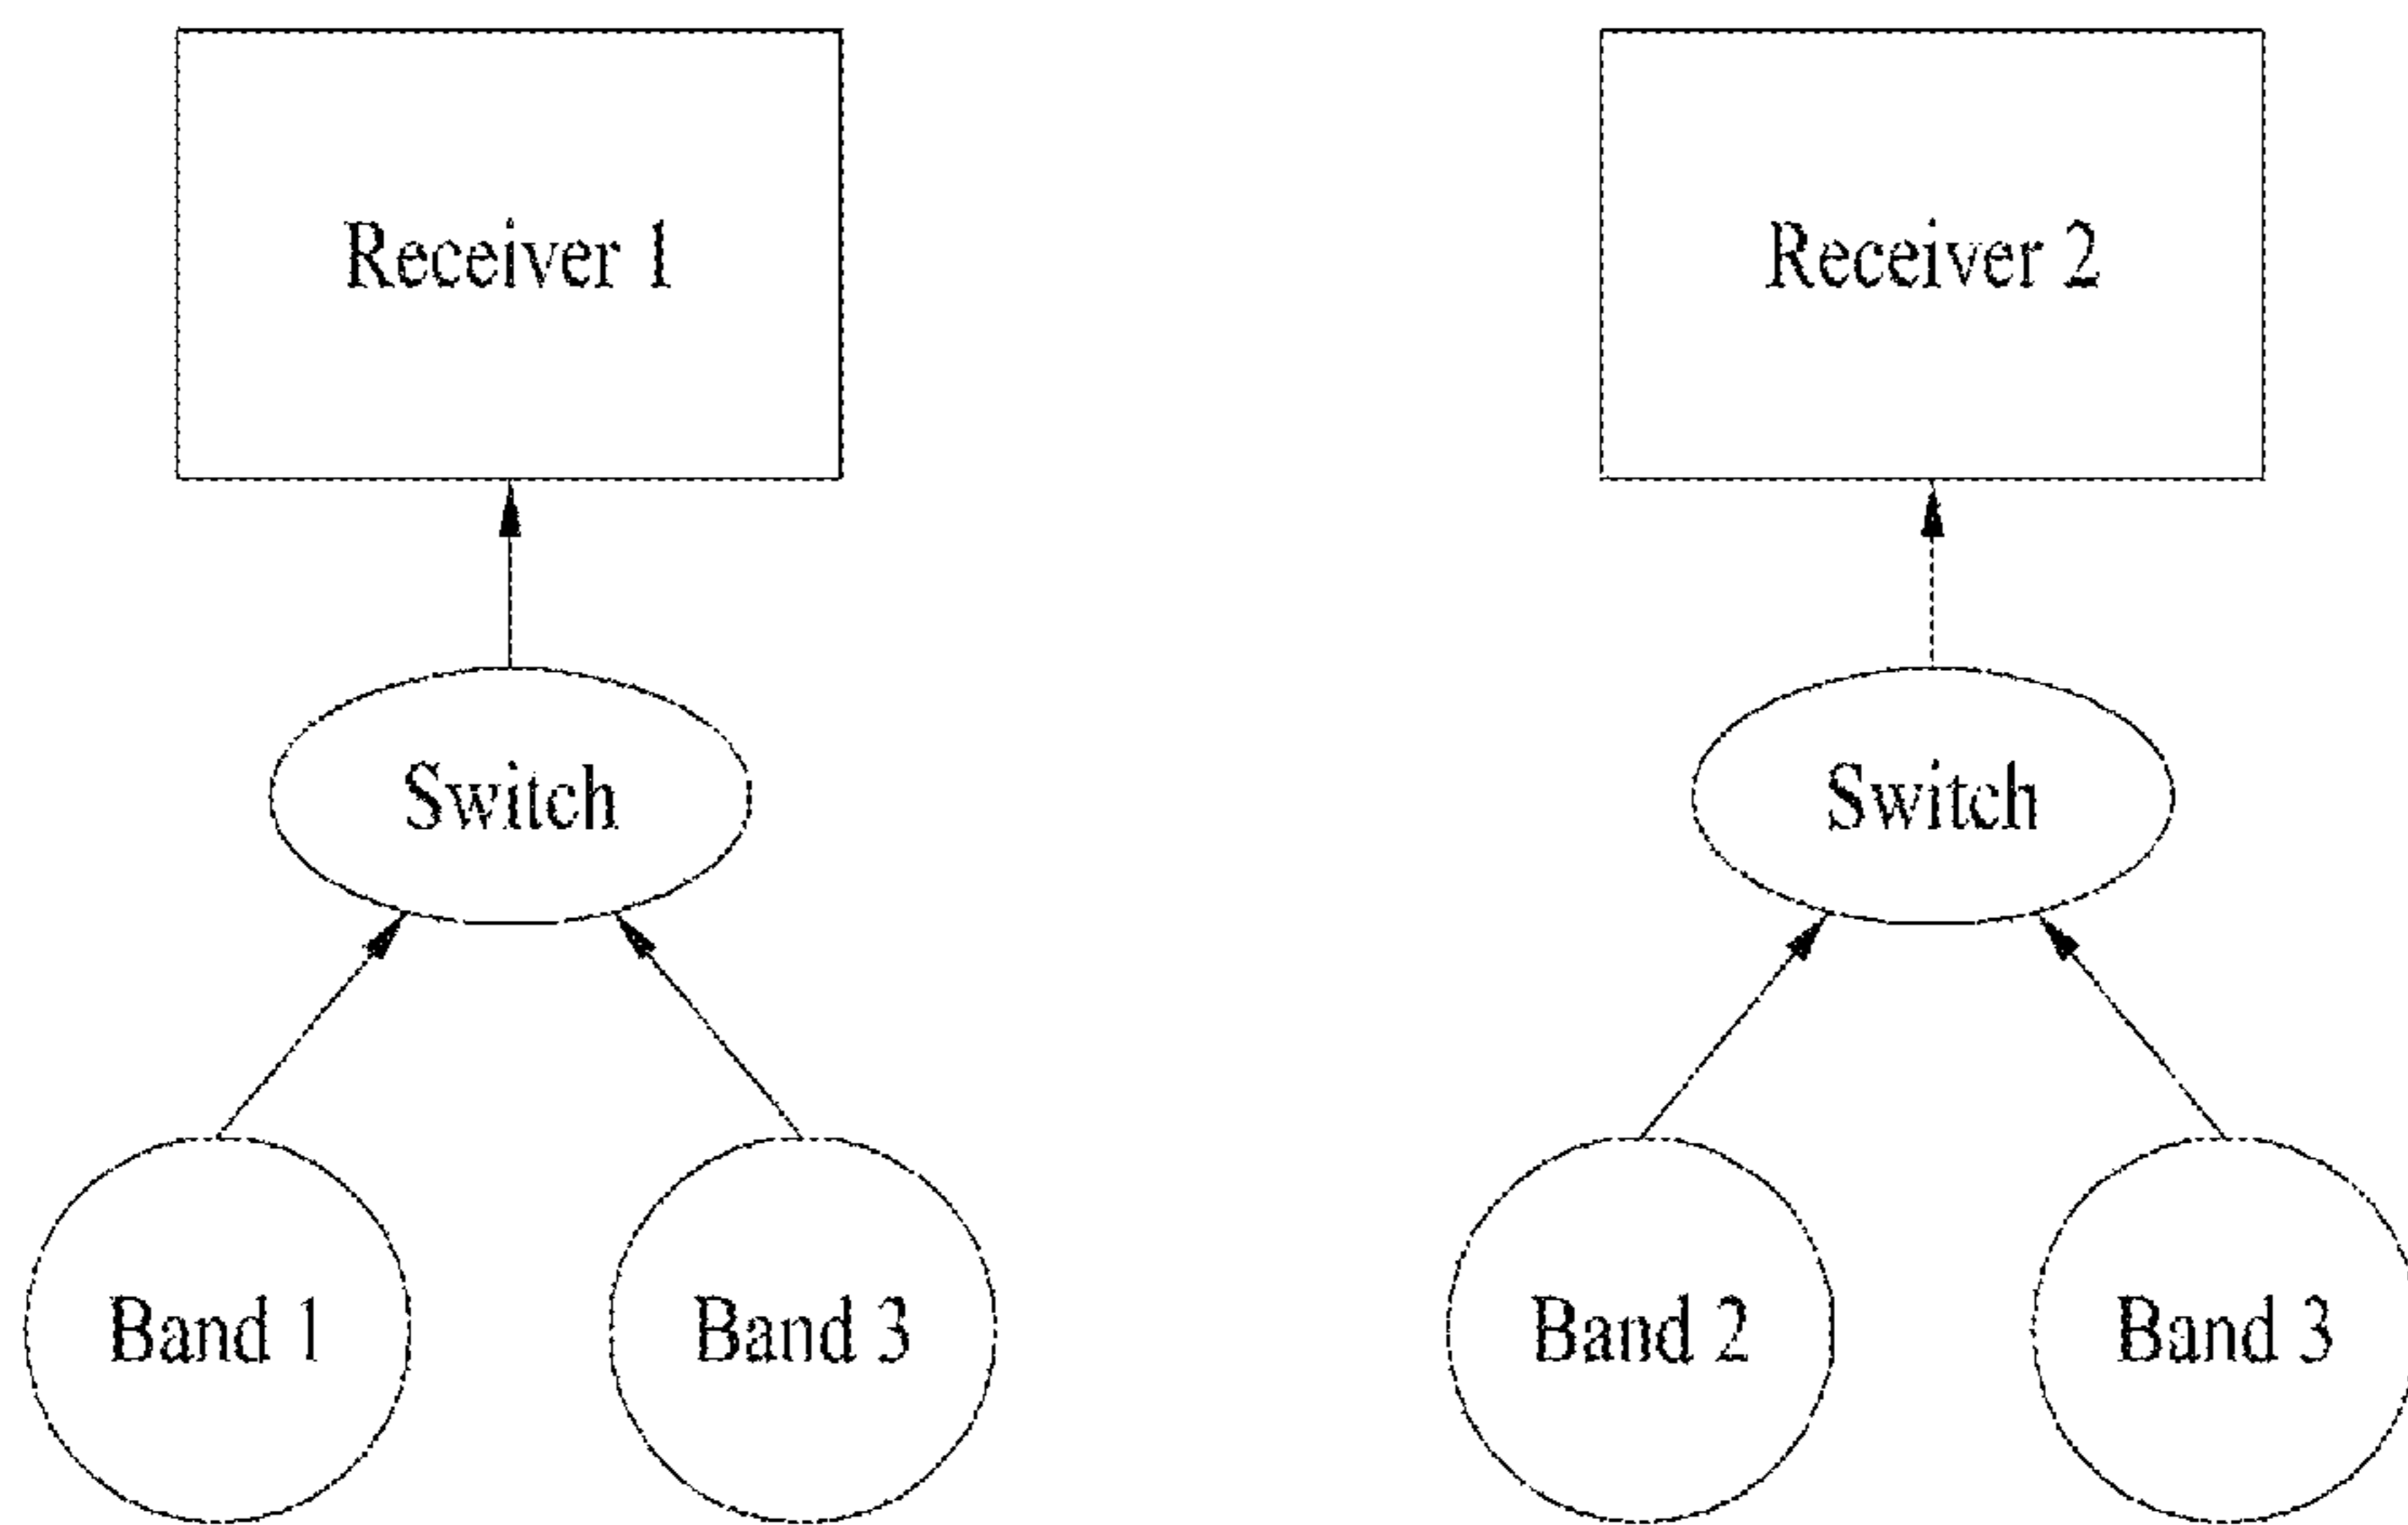 Receiver 1
Receiver 2
Switch
Switch
Band 1
Band 3
Band 2
Band 3